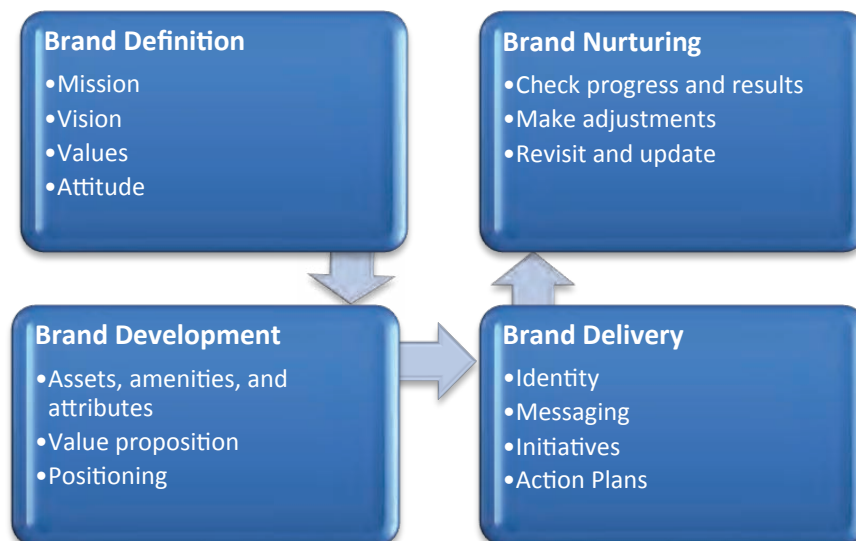 Brand Definition
•Mission
•Vision
•Values
•Attitude
Brand Development
•Assets, amenities, and
attributes
•Value proposition
•Positioning
Brand Delivery
•Identity
•Messaging
•Initiatives
•Action Plans
Brand Nurturing
•Check progress and results
•Make adjustments
•Revisit and update